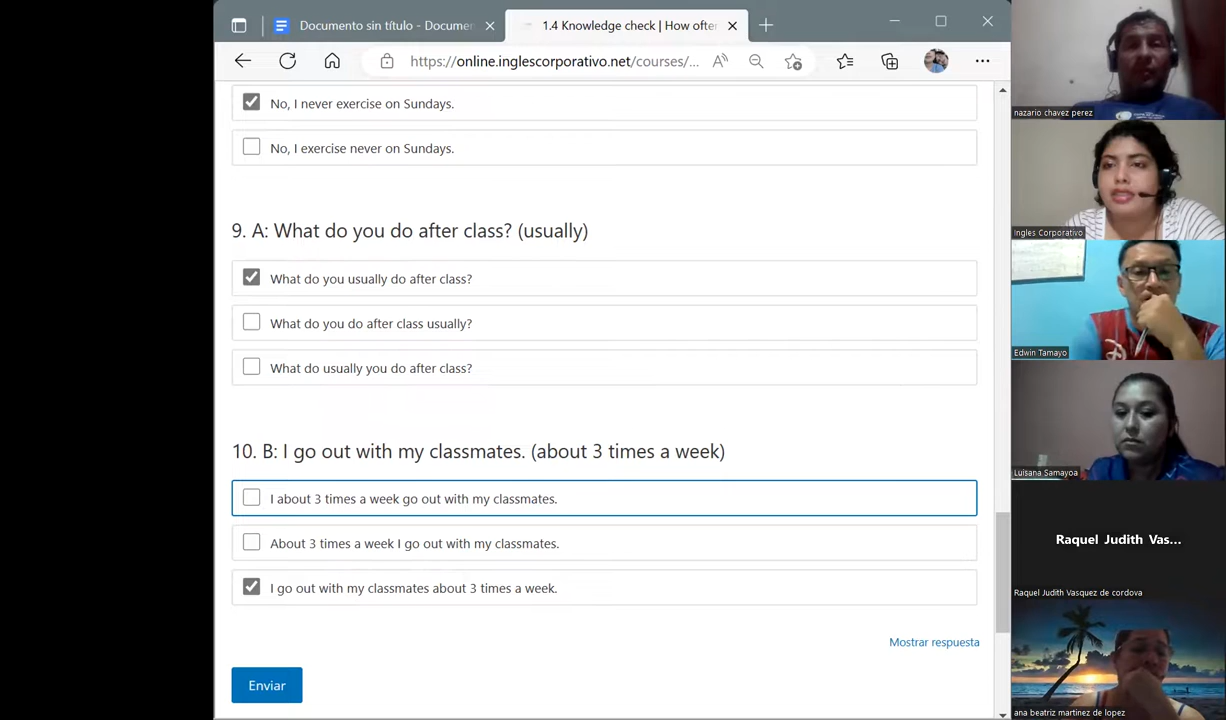 Documento sin título - Documen
1.4 Knowledge check | How often
https://online.inglescorporativo.net/courses/...
No, I never exercise on Sundays.
No, I exercise never on Sundays.
9. A: What do you do after class? (usually)
What do you usually do after class?
What do you do after class usually?
What do usually you do after class?
10. B: I go out with my classmates. (about 3 times a week)
I about 3 times a week go out with my classmates.
About 3 times a week I go out with my classmates.
I go out with my classmates about 3 times a week.
Mostrar respuesta
Enviar
nazario chavez perez
Ingles Corporativo
Edwin Tamayo
Luisana Samayoa
Raquel Judith Vas...
Raquel Judith Vasquez de cordova
ana beatriz martinez de lopez